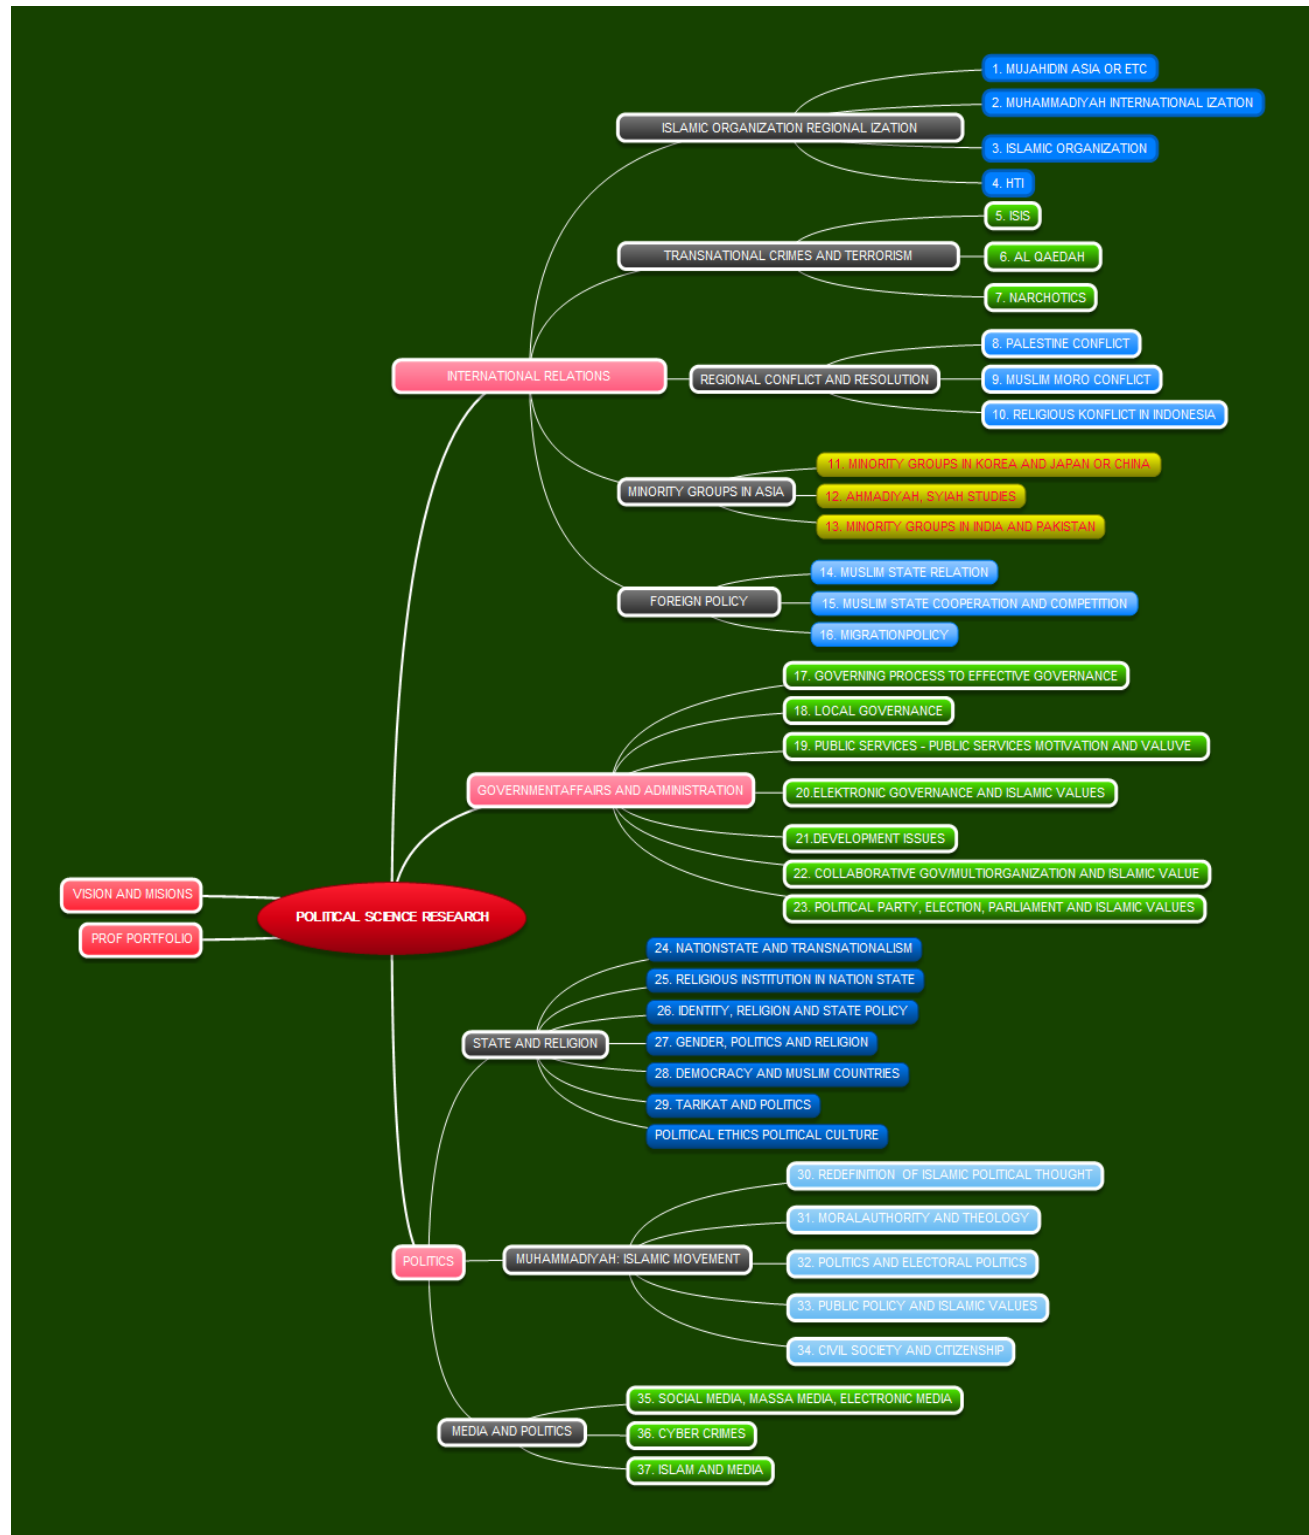 1. MUJAHIDIN ASIA OR ETC
2. MUHAMMADIYAH INTERNATIONAL IZATION
ISLAMIC ORGANIZATION REGIONAL IZATION
3. ISLAMIC ORGANIZATION
4. HTI
5. ISIS
TRANSNATIONAL CRIMES AND TERRORISM
6. AL QAEDAH
7. NARCHOTICS
INTERNATIONAL RELATIONS
8. PALESTINE CONFLICT
REGIONAL CONFLICT AND RESOLUTION
9. MUSLIM MORO CONFLICT
10. RELIGIOUS KONFLICT IN INDONESIA
11. MINORITY GROUPS IN KOREA AND JAPAN OR CHINA
MINORITY GROUPS IN ASIA
12. AHMADIYAH, SYIAH STUDIES
13. MINORITY GROUPS IN INDIA AND PAKISTAN
14. MUSLIM STATE RELATION
FOREIGN POLICY
15. MUSLIM STATE COOPERATION AND COMPETITION
16. MIGRATIONPOLICY
17. GOVERNING PROCESS TO EFFECTIVE GOVERNANCE
18. LOCAL GOVERNANCE
19. PUBLIC SERVICES - PUBLIC SERVICES MOTIVATION AND VALUVE
GOVERNMENTAFFAIRS AND ADMINISTRATION
20.ELEKTRONIC GOVERNANCE AND ISLAMIC VALUES
21.DEVELOPMENT ISSUES
22. COLLABORATIVE GOV/MULTIORGANIZATION AND ISLAMIC VALUE
23. POLITICAL PARTY, ELECTION, PARLIAMENT AND ISLAMIC VALUES
VISION AND MISIONS
POLITICAL SCIENCE RESEARCH
PROF PORTFOLIO
24. NATIONSTATE AND TRANSNATIONALISM
25. RELIGIOUS INSTITUTION IN NATION STATE
26. IDENTITY, RELIGION AND STATE POLICY
STATE AND RELIGION
27. GENDER, POLITICS AND RELIGION
28. DEMOCRACY AND MUSLIM COUNTRIES
29. TARIKAT AND POLITICS
POLITICAL ETHICS POLITICAL CULTURE
30. REDEFINITION OF ISLAMIC POLITICAL THOUGHT
31. MORALAUTHORITY AND THEOLOGY
POLITICS
MUHAMMADIYAH: ISLAMIC MOVEMENT
32. POLITICS AND ELECTORAL POLITICS
33. PUBLIC POLICY AND ISLAMIC VALUES
34. CIVIL SOCIETY AND CITIZENSHIP
35. SOCIAL MEDIA, MASSA MEDIA, ELECTRONIC MEDIA
MEDIA AND POLITICS
36. CYBER CRIMES
37. ISLAM AND MEDIA